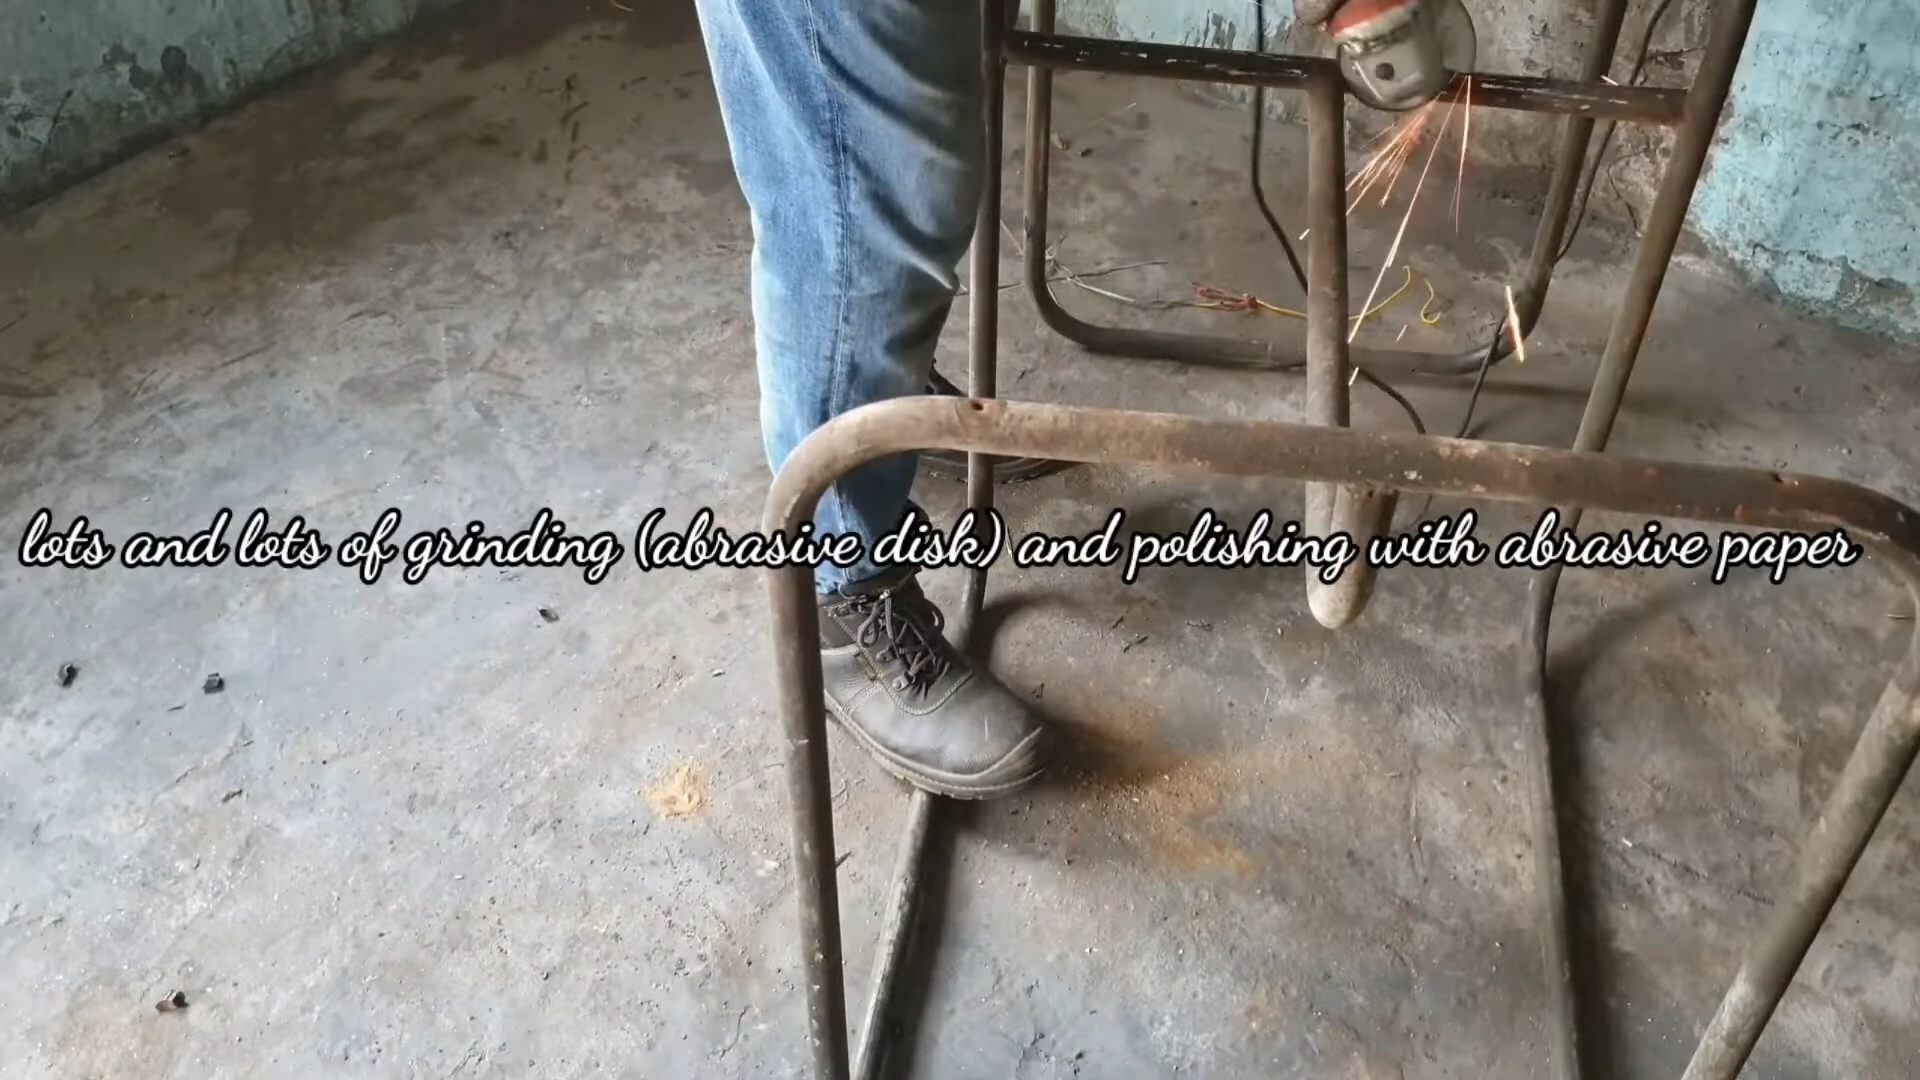 lots and lots of grinding (abrasive disk) and polishing with abrasive paper